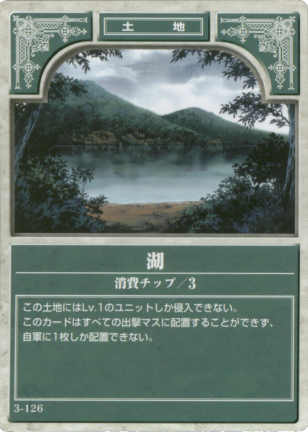 土地
湖
消費チップ／3
この土地にはLv.1のユニットしか侵入できない。
このカードはすべての出撃マスに配置することができず、
自軍に1枚しか配置できない。
3-126